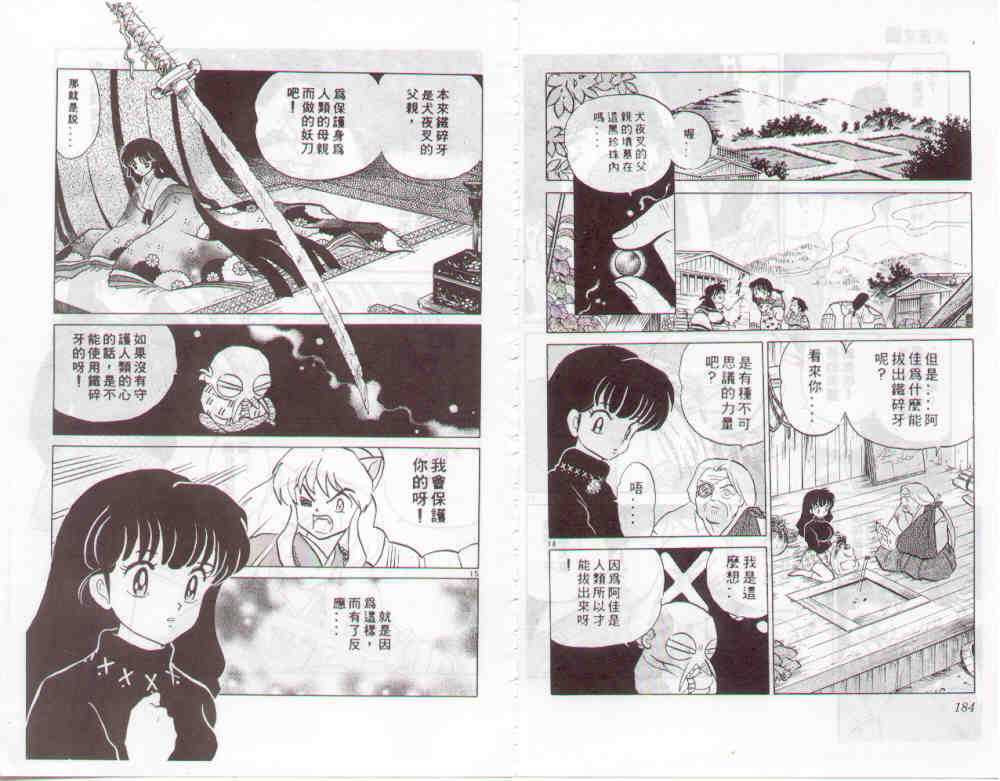 喔...
犬夜叉的父
親的墳墓在
這黑珍珠內
嗎....
但是....阿
佳為什麼能
拔出鐵碎牙
呢?
看來你....
是有種不可
思議的力量
吧?
唔....
14
我是這
麼想..
因為阿佳是
人類所以才
能拔出來呀
!
184
本來鐵碎牙
是犬夜叉的
父親,
為保護身為
人類的母親
而做的妖刀
吧!
那就是說....
如果沒有守
護人類的心
的話,是不
能使用鐵碎
牙的呀!
我會保護
你的呀!
15
就是因
為這樣,
而有了反
應....